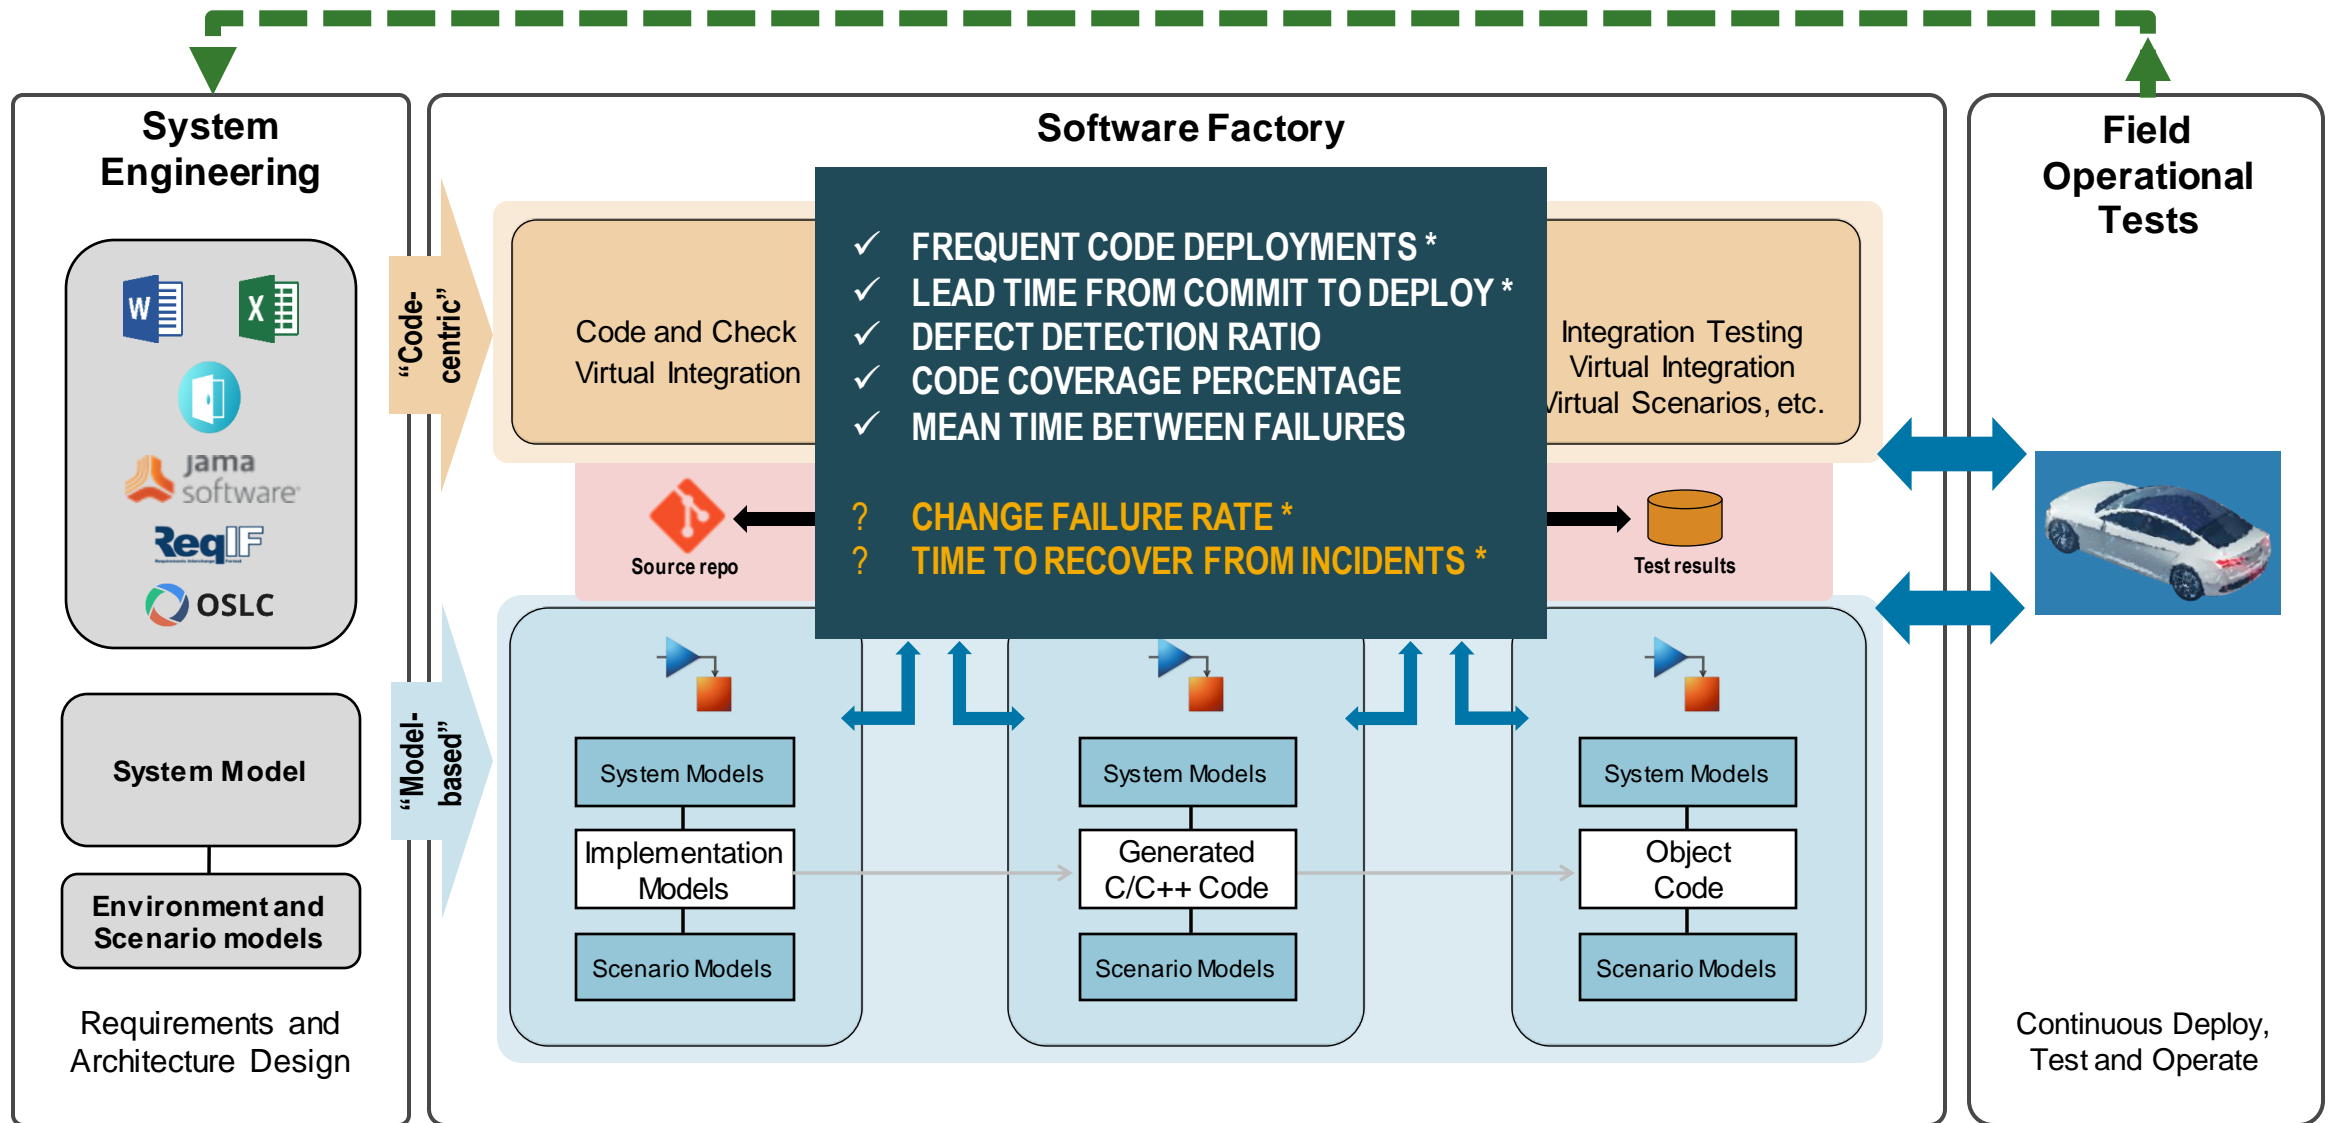 System
Engineering
W
X
jama
software
ReqIF
Requirements Interchange Format
OSLC
System Model
Environment and
Scenario models
Requirements and
Architecture Design
“Code-
centric”
“Model-
based”
Software Factory
Code and Check
Virtual Integration
✓ FREQUENT CODE DEPLOYMENTS *
✓ LEAD TIME FROM COMMIT TO DEPLOY *
✓ DEFECT DETECTION RATIO
✓ CODE COVERAGE PERCENTAGE
✓ MEAN TIME BETWEEN FAILURES
? CHANGE FAILURE RATE *
? TIME TO RECOVER FROM INCIDENTS *
Integration Testing
Virtual Integration
Virtual Scenarios, etc.
Source repo
Test results
System Models
Implementation
Models
Scenario Models
System Models
Generated
C/C++ Code
Scenario Models
System Models
Object
Code
Scenario Models
Field
Operational
Tests
Continuous Deploy,
Test and Operate